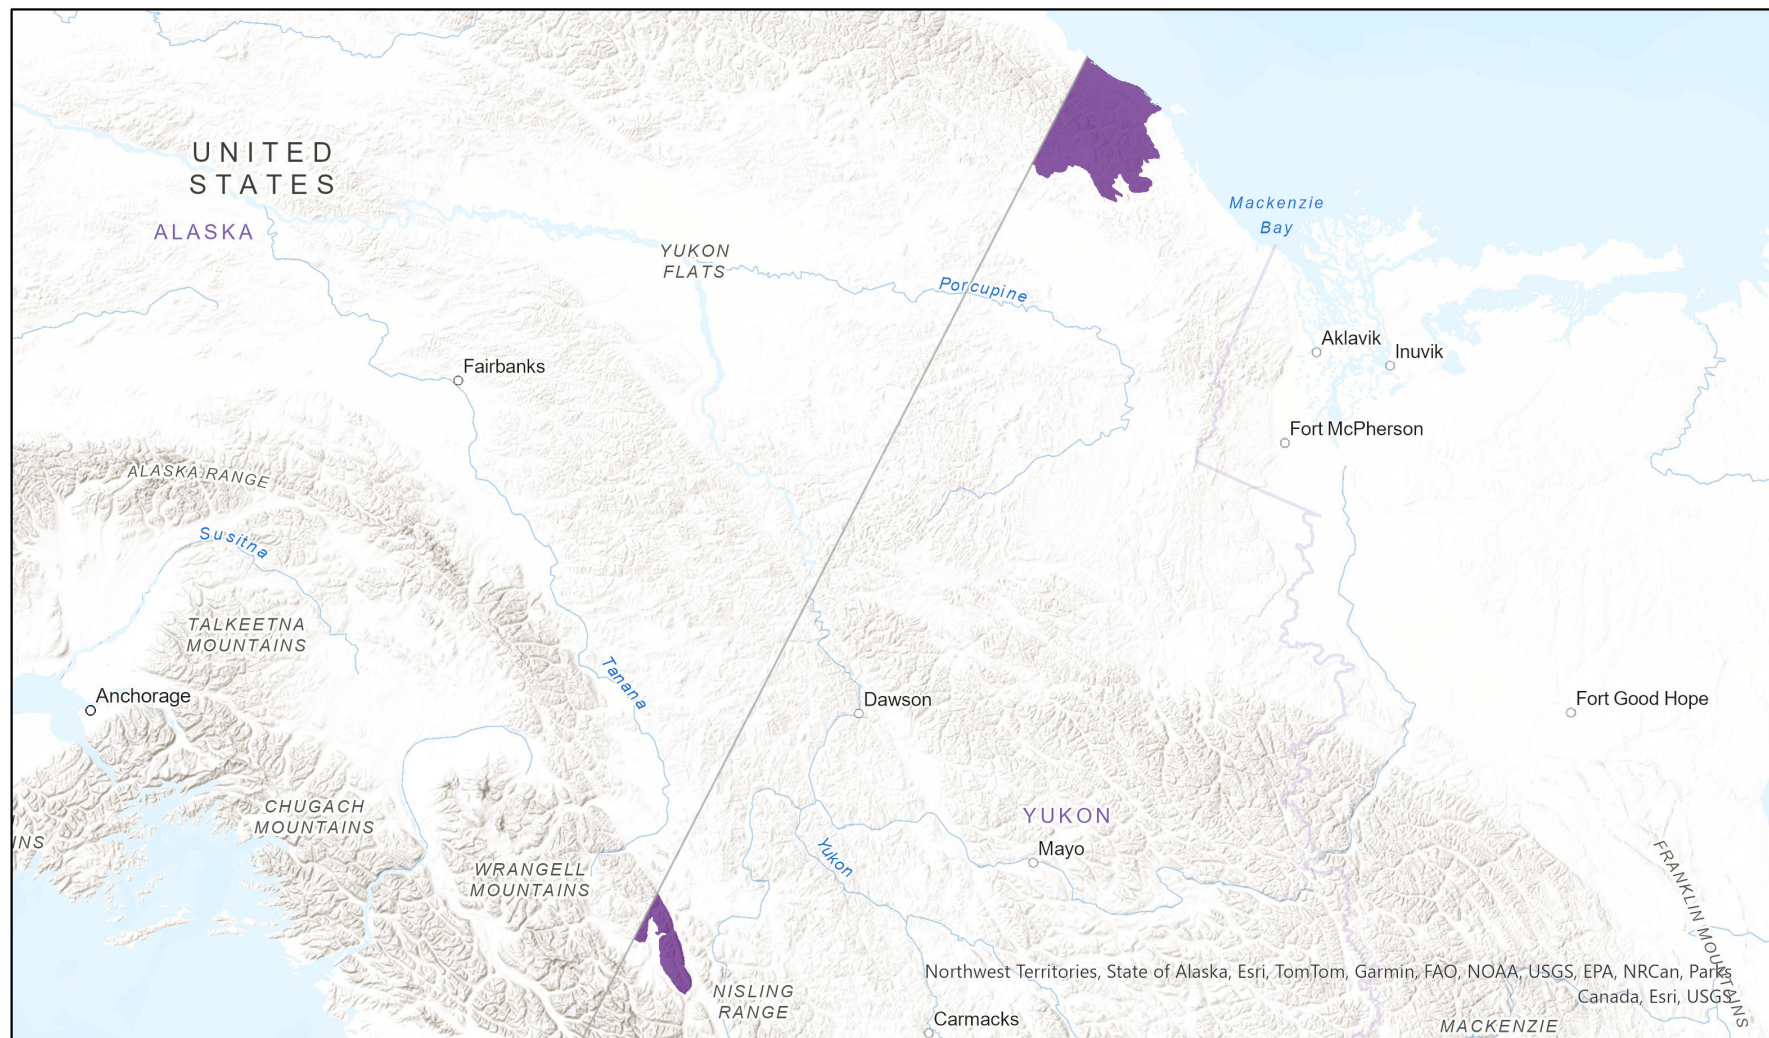 UNITED
STATES
ALASKA
Mackenzie
Bay
YUKON
FLATS
Porcupine
Aklavik
Inuvik
Fairbanks
Fort McPherson
ALASKA RANGE
Susitna
TALKEETNA
MOUNTAINS
Tanana
Anchorage
Dawson
Fort Good Hope
CHUGACH
MOUNTAINS
YUKON
INS
Yukon
Mayo
WRANGELL
MOUNTAINS
FRANKLIN MOUNTAINS
Northwest Territories, State of Alaska, Esri, TomTom, Garmin, FAO, NOAA, USGS, EPA, NRCan, Parks
Canada, Esri, USGS
NISLING
RANGE
Carmacks
MACKENZIE